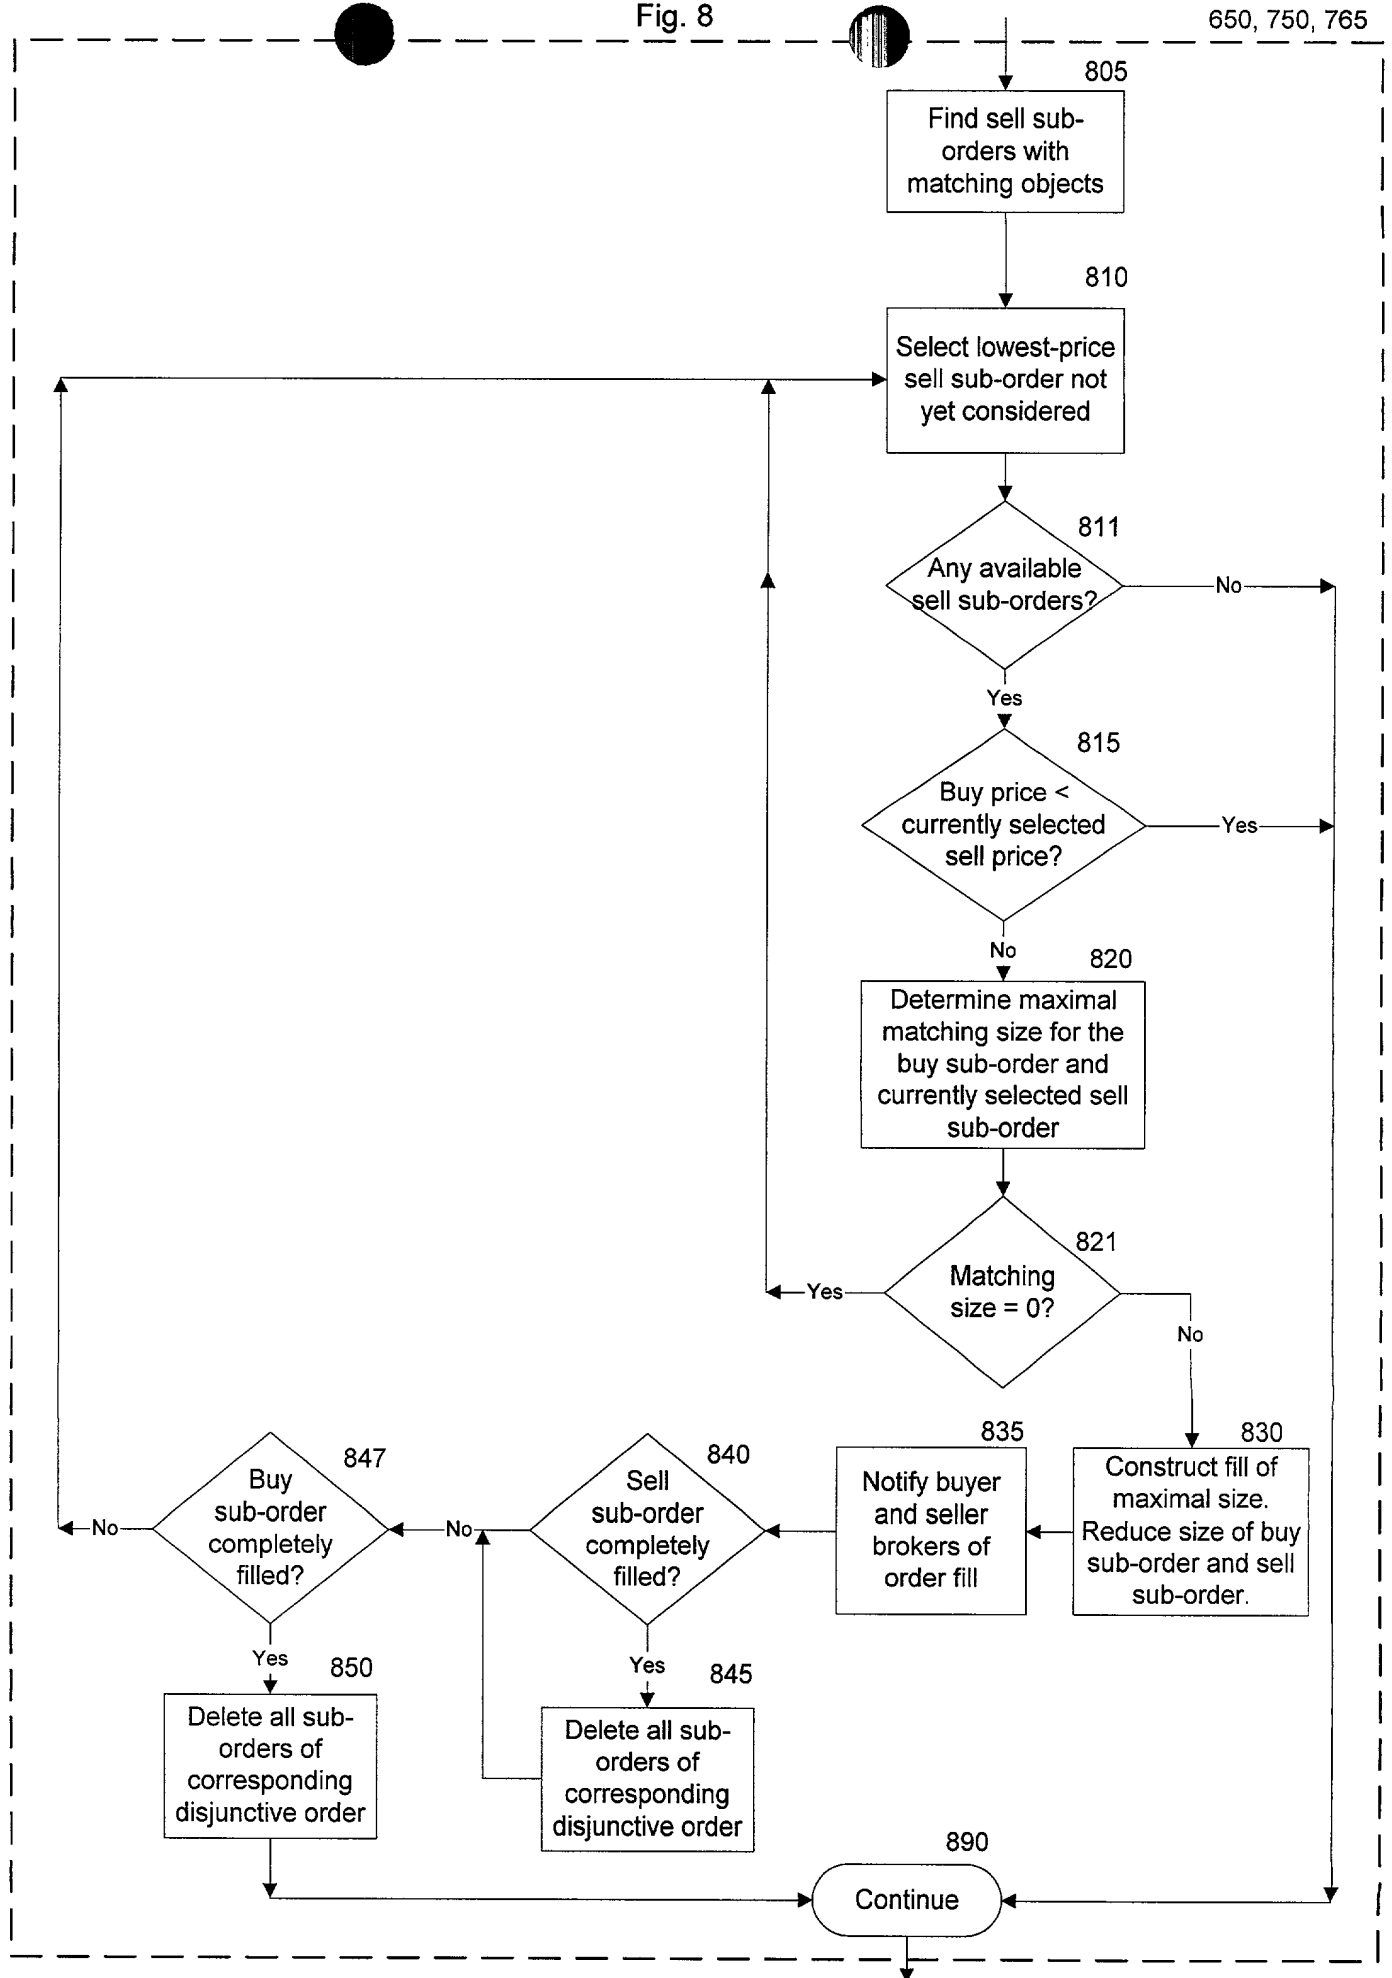 Fig. 8
650, 750, 765
805
Find sell sub-
orders with
matching objects
810
Select lowest-price
sell sub-order not
yet considered
811
Any available
sell sub-orders?
No
Yes
815
Buy price <
currently selected
sell price?
Yes
No
820
Determine maximal
matching size for the
buy sub-order and
currently selected sell
sub-order
821
Matching
size = 0?
Yes
No
830
Construct fill of
maximal size.
Reduce size of buy
sub-order and sell
sub-order.
835
Notify buyer
and seller
brokers of
order fill
840
Sell
sub-order
completely
filled?
No
Yes
845
Delete all sub-
orders of
corresponding
disjunctive order
847
Buy
sub-order
completely
filled?
No
Yes
850
Delete all sub-
orders of
corresponding
disjunctive order
890
Continue